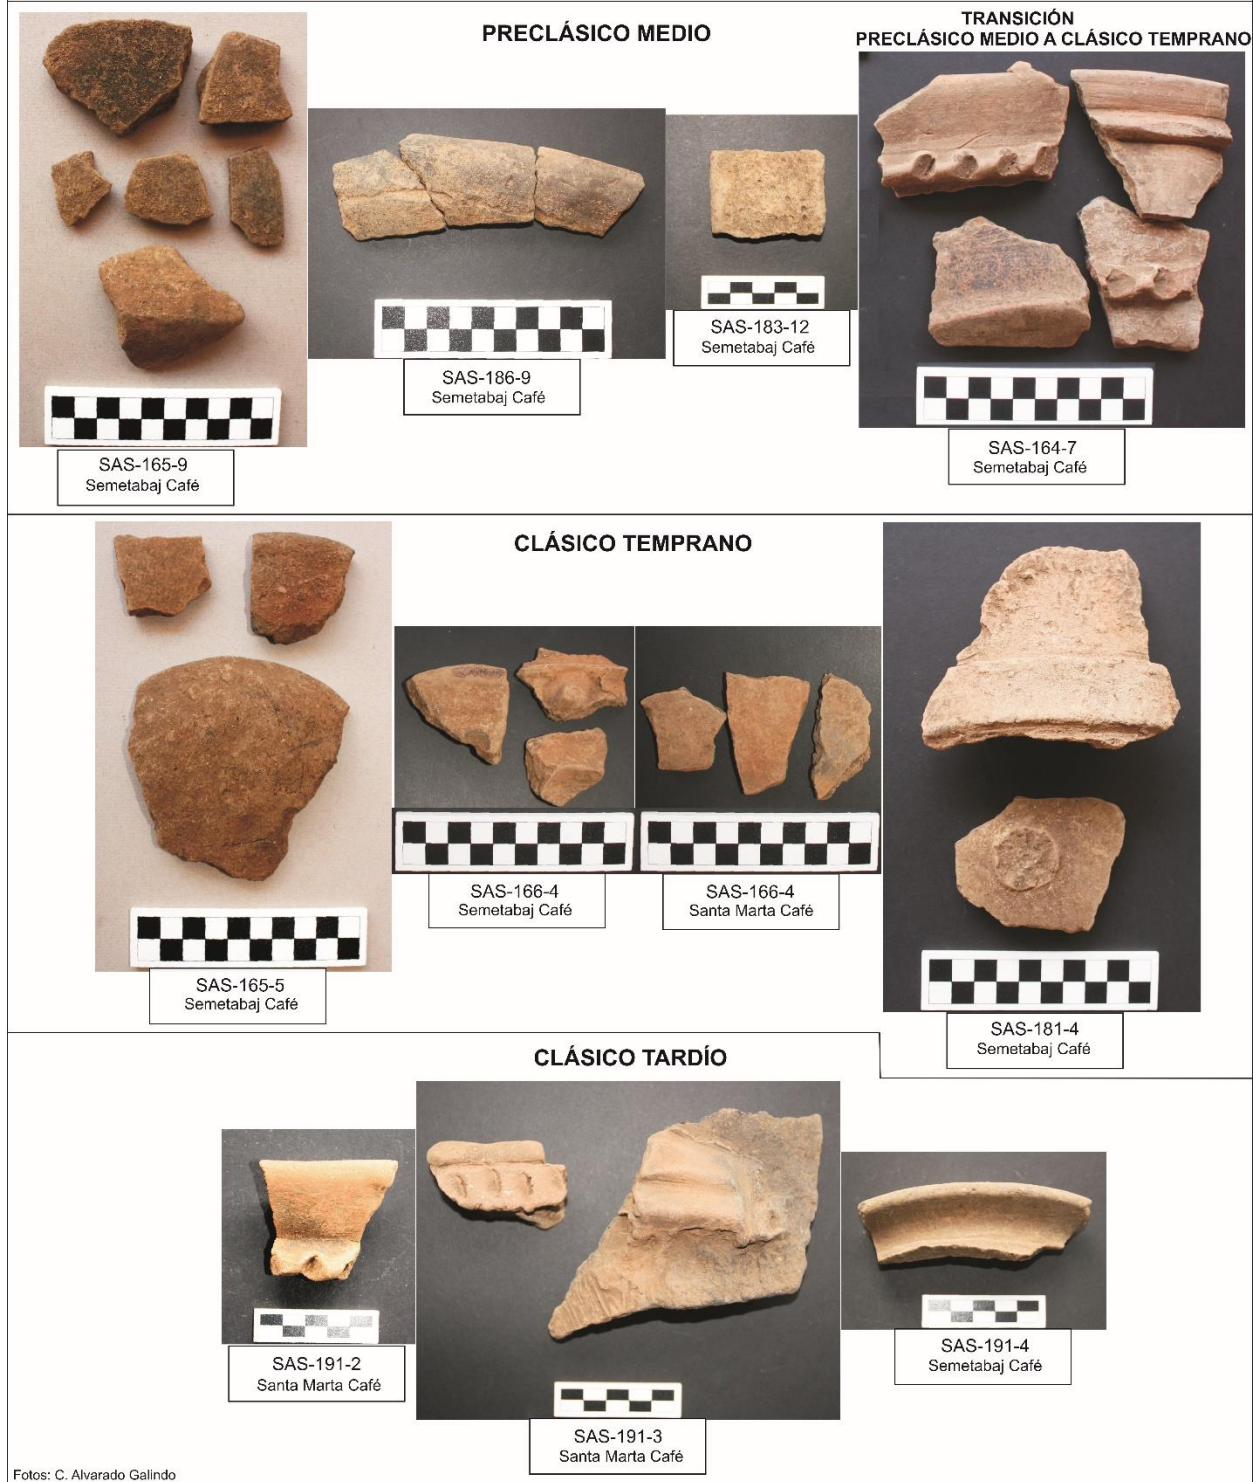 PRECLÁSICO MEDIO
TRANSICIÓN
PRECLÁSICO MEDIO A CLÁSICO TEMPRANO
SAS-165-9
Semetabaj Café
SAS-186-9
Semetabaj Café
SAS-183-12
Semetabaj Café
SAS-164-7
Semetabaj Café
CLÁSICO TEMPRANO
SAS-165-5
Semetabaj Café
SAS-166-4
Semetabaj Café
SAS-166-4
Santa Marta Café
SAS-181-4
Semetabaj Café
CLÁSICO TARDÍO
SAS-191-2
Santa Marta Café
SAS-191-3
Santa Marta Café
SAS-191-4
Semetabaj Café
Fotos: C. Alvarado Galindo